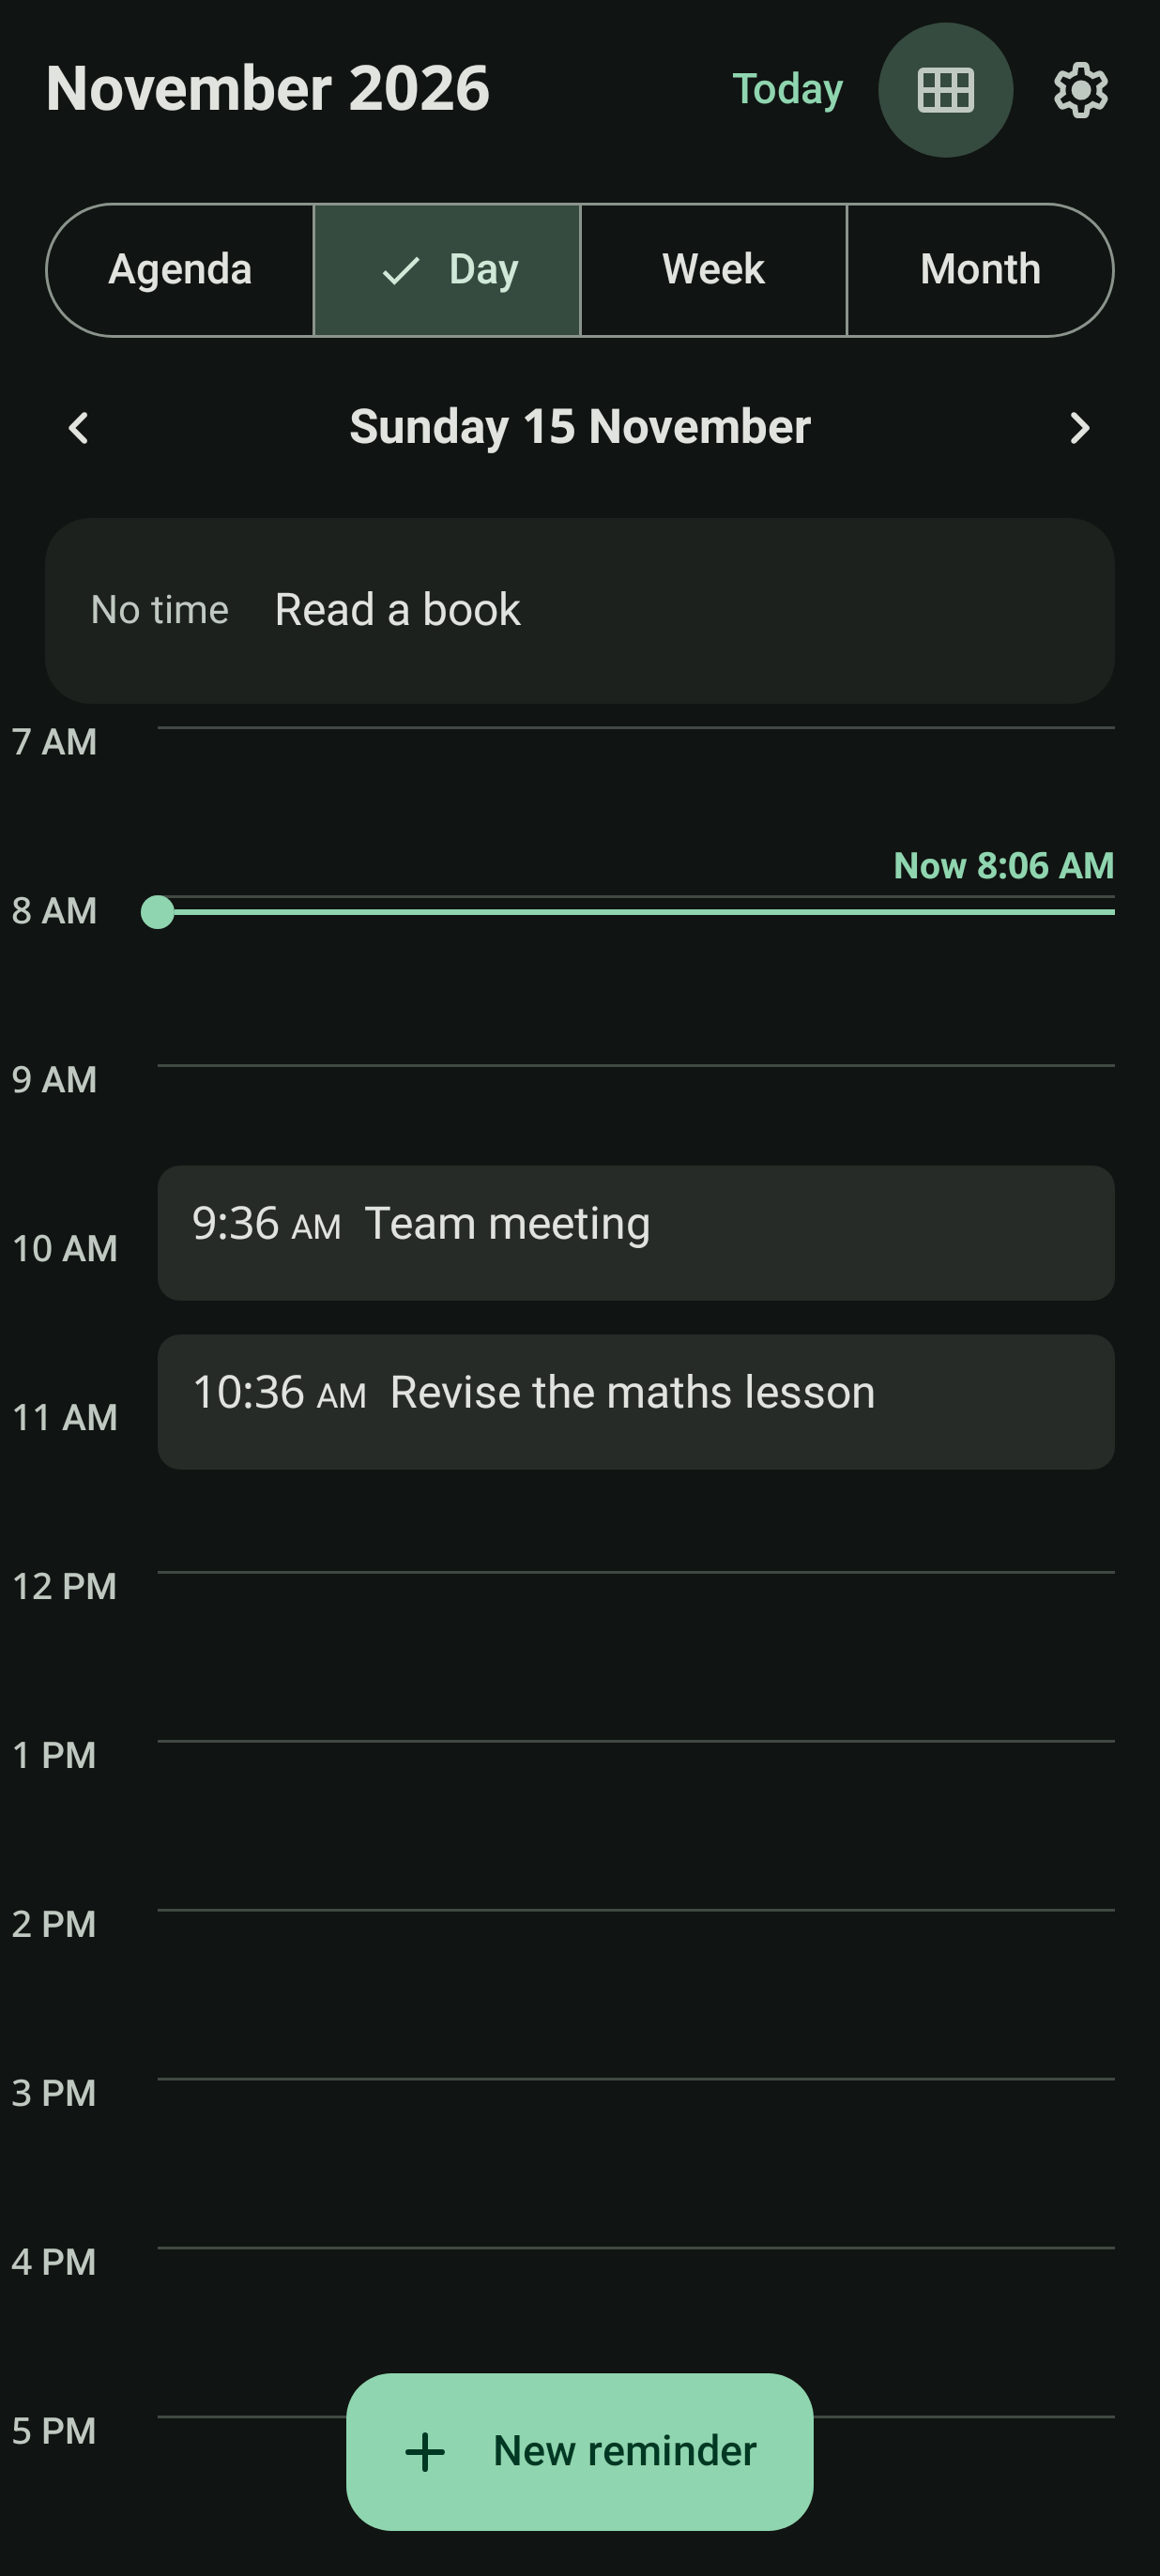 November 2026 Today
Agenda Day Week Month
Sunday 15 November
No time Read a book
7 AM
Now 8:06 AM
8 AM
9 AM
9:36 AM Team meeting
10 AM
10:36 AM Revise the maths lesson
11 AM
12 PM
1 PM
2 PM
3 PM
4 PM
5 PM
New reminder